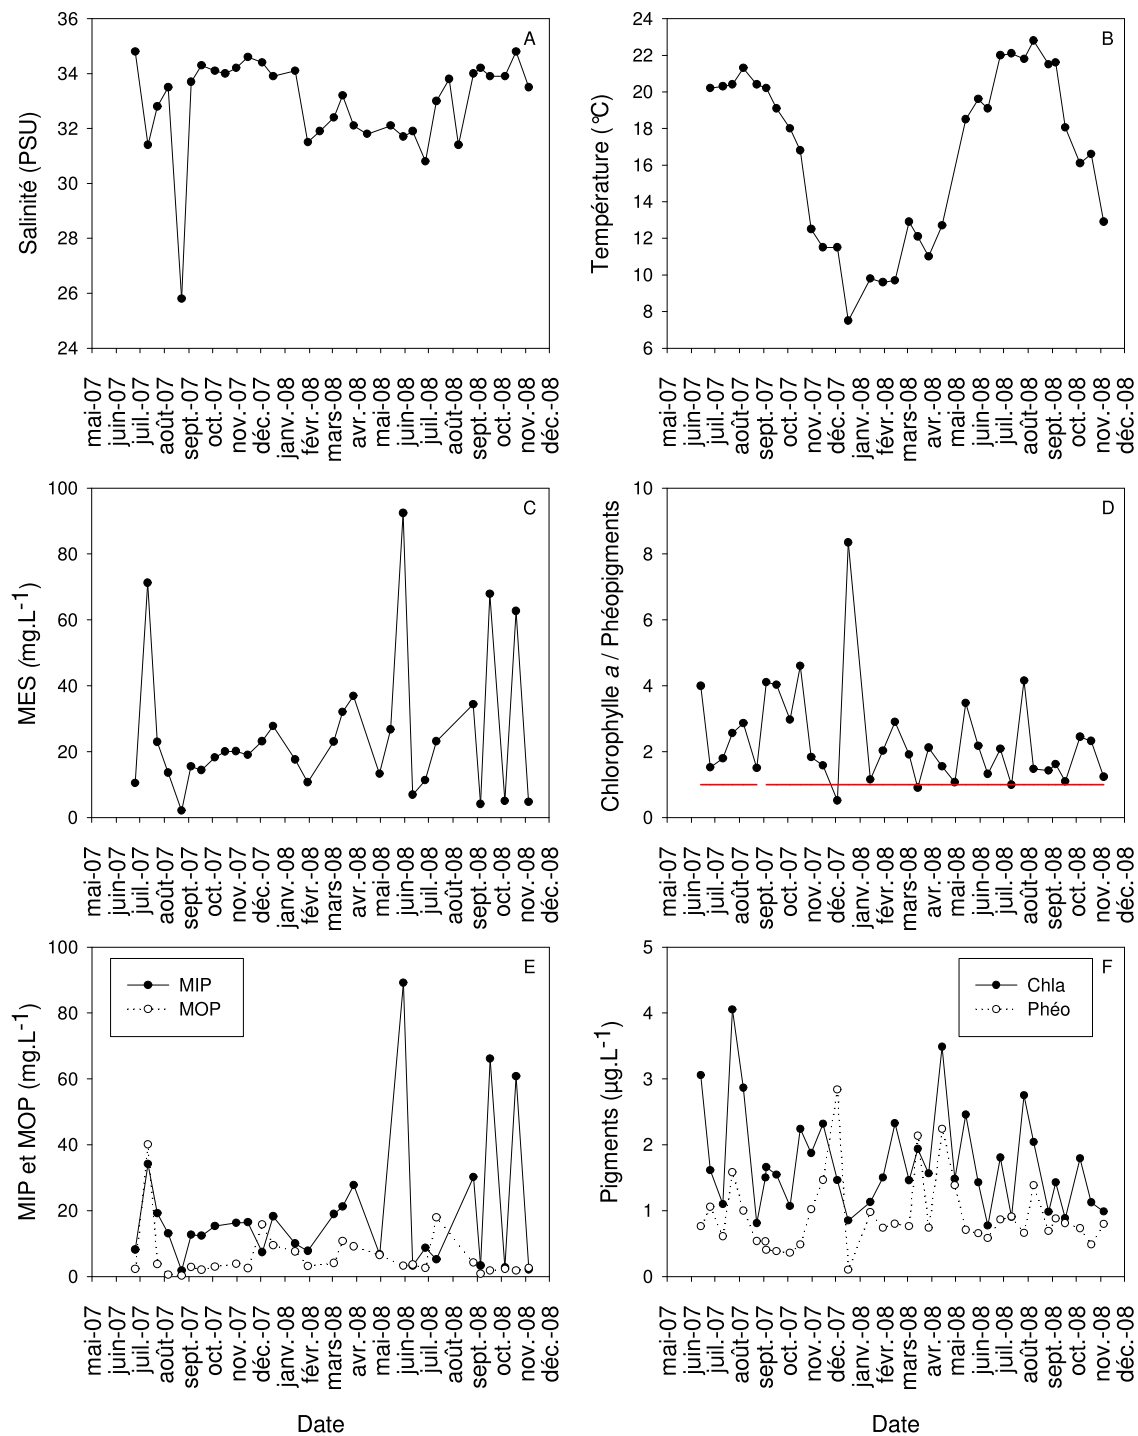 A
Salinité (PSU)
36
34
32
30
28
26
24
mai-07
juin-07
juil.-07
août-07
sept.-07
oct.-07
nov.-07
déc.-07
janv.-08
févr.-08
mars-08
avr.-08
mai-08
juin-08
juil.-08
août-08
sept.-08
oct.-08
nov.-08
déc.-08
B
Température (°C)
24
22
20
18
16
14
12
10
8
6
mai-07
juin-07
juil.-07
août-07
sept.-07
oct.-07
nov.-07
déc.-07
janv.-08
févr.-08
mars-08
avr.-08
mai-08
juin-08
juil.-08
août-08
sept.-08
oct.-08
nov.-08
déc.-08
C
MES (mg.L-1)
100
80
60
40
20
0
mai-07
juin-07
juil.-07
août-07
sept.-07
oct.-07
nov.-07
déc.-07
janv.-08
févr.-08
mars-08
avr.-08
mai-08
juin-08
juil.-08
août-08
sept.-08
oct.-08
nov.-08
déc.-08
D
Chlorophylle a / Phéopigments
10
8
6
4
2
0
mai-07
juin-07
juil.-07
août-07
sept.-07
oct.-07
nov.-07
déc.-07
janv.-08
févr.-08
mars-08
avr.-08
mai-08
juin-08
juil.-08
août-08
sept.-08
oct.-08
nov.-08
déc.-08
E
MIP
MOP
MIP et MOP (mg.L-1)
100
80
60
40
20
0
mai-07
juin-07
juil.-07
août-07
sept.-07
oct.-07
nov.-07
déc.-07
janv.-08
févr.-08
mars-08
avr.-08
mai-08
juin-08
juil.-08
août-08
sept.-08
oct.-08
nov.-08
déc.-08
Date
F
Chla
Phéo
Pigments (µg.L-1)
5
4
3
2
1
0
mai-07
juin-07
juil.-07
août-07
sept.-07
oct.-07
nov.-07
déc.-07
janv.-08
févr.-08
mars-08
avr.-08
mai-08
juin-08
juil.-08
août-08
sept.-08
oct.-08
nov.-08
déc.-08
Date